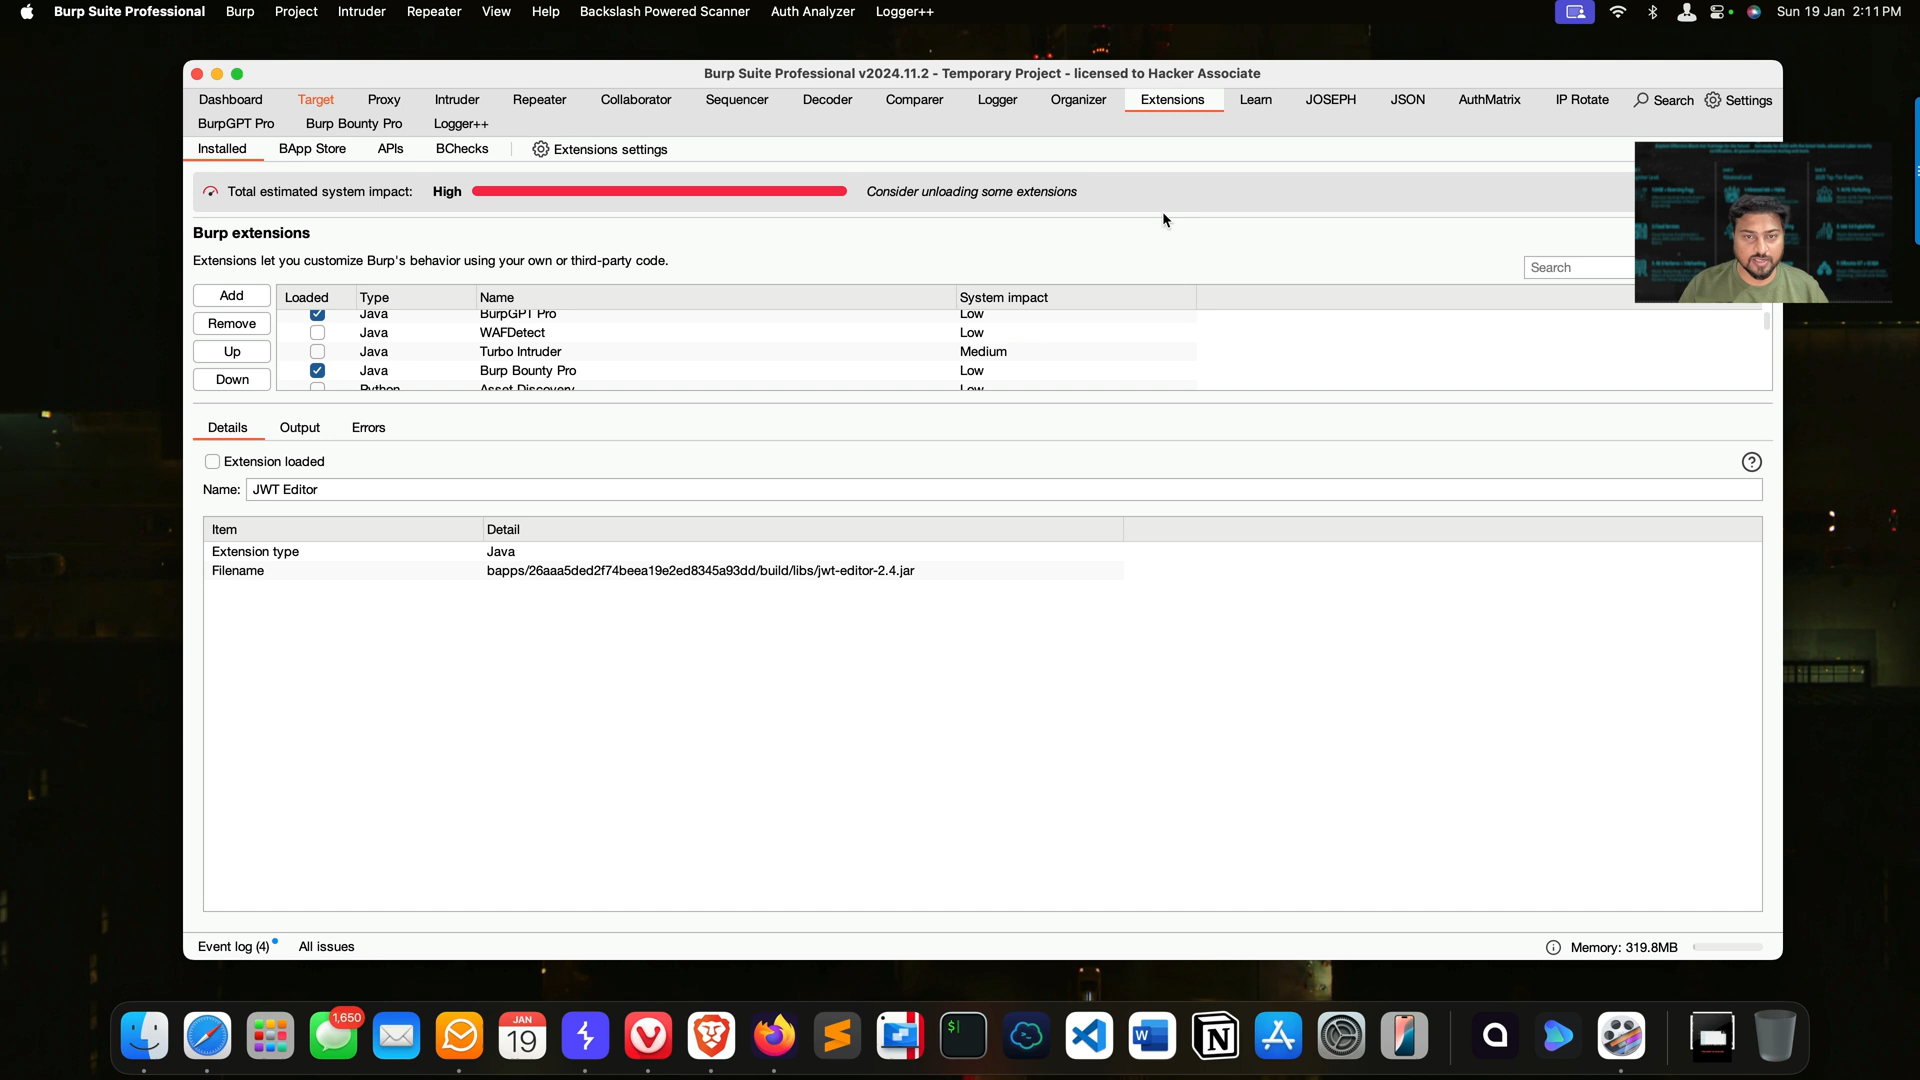 Burp Suite Professional Burp Project Intruder Repeater View Help Backslash Powered Scanner Auth Analyzer Logger++ Sun 19 Jan 2:11 PM
Burp Suite Professional v2024.11.2 - Temporary Project - licensed to Hacker Associate
Dashboard Target Proxy Intruder Repeater Collaborator Sequencer Decoder Comparer Logger Organizer Extensions Learn JOSEPH JSON AuthMatrix IP Rotate Search Settings
BurpGPT Pro Burp Bounty Pro Logger++
Installed BApp Store APIs BChecks Extensions settings
Total estimated system impact: High Consider unloading some extensions
Burp extensions
Extensions let you customize Burp's behavior using your own or third-party code.
Search
Add Loaded Type Name System impact
Java BurpGPT Pro Low
Remove
Java WAFDetect Low
Up Java Turbo Intruder Medium
Java Burp Bounty Pro Low
Down
Python Asset Discovery Low
Details Output Errors
Extension loaded
Name: JWT Editor
Item Detail
Extension type Java
Filename bapps/26aaa5ded2f74beea19e2ed8345a93dd/build/libs/jwt-editor-2.4.jar
Event log (4) All issues Memory: 319.8MB
1,650
JAN
19
$
W